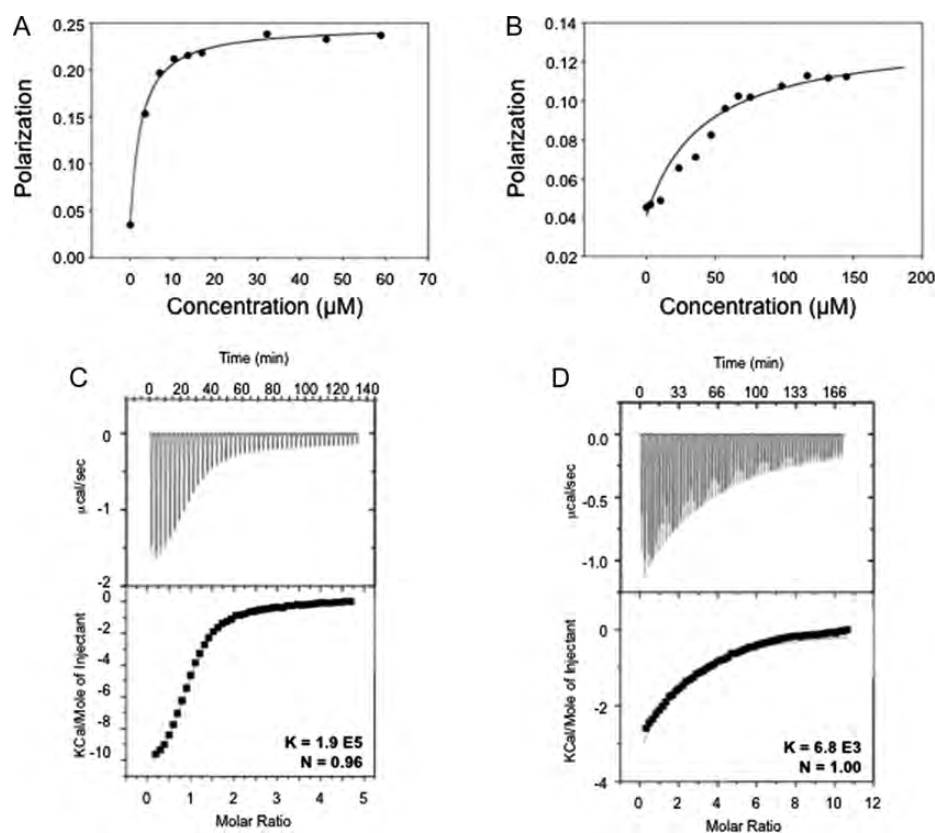 A
0.25
0.20
0.15
0.10
0.05
0.00
Polarization
0 10 20 30 40 50 60 70
Concentration (µM)
B
0.14
0.12
0.10
0.08
0.06
0.04
0.02
Polarization
0 50 100 150 200
Concentration (µM)
C
Time (min)
0 20 40 60 80 100 120 140
0
-1
-2
µcal/sec
0
-2
-4
-6
-8
-10
KCal/Mole of Injectant
K = 1.9 E5
N = 0.96
0 1 2 3 4 5
Molar Ratio
D
Time (min)
0 33 66 100 133 166
0.0
-0.5
-1.0
µcal/sec
0
-2
-4
KCal/Mole of Injectant
K = 6.8 E3
N = 1.00
0 2 4 6 8 10 12
Molar Ratio